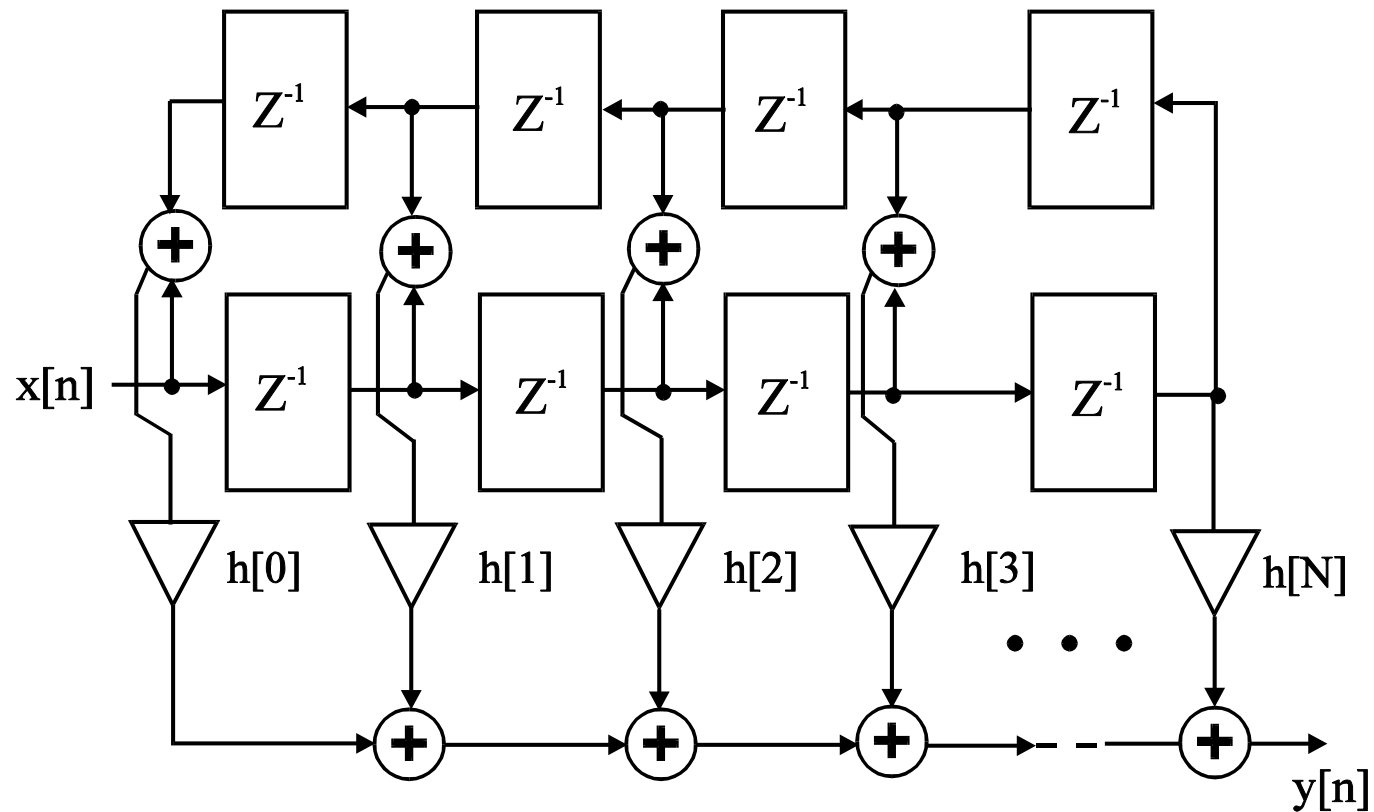 Z⁻¹ Z⁻¹ Z⁻¹ Z⁻¹
+ + + +
x[n] Z⁻¹ Z⁻¹ Z⁻¹ Z⁻¹
h[0] h[1] h[2] h[3] h[N]
• • •
+ + + +
y[n]